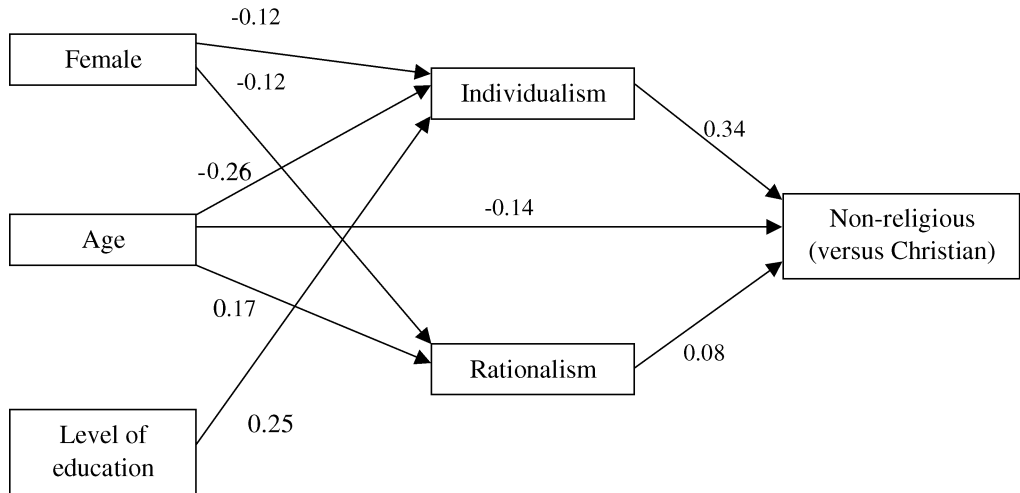 -0.12
Female
-0.12
Individualism
0.34
-0.26
Age
-0.14
Non-religious
(versus Christian)
0.17
Rationalism
0.08
Level of
education
0.25